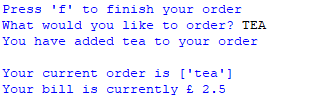 Press 'f' to finish your order
What would you like to order? TEA
You have added tea to your order
Your current order is ['tea']
Your bill is currently £ 2.5